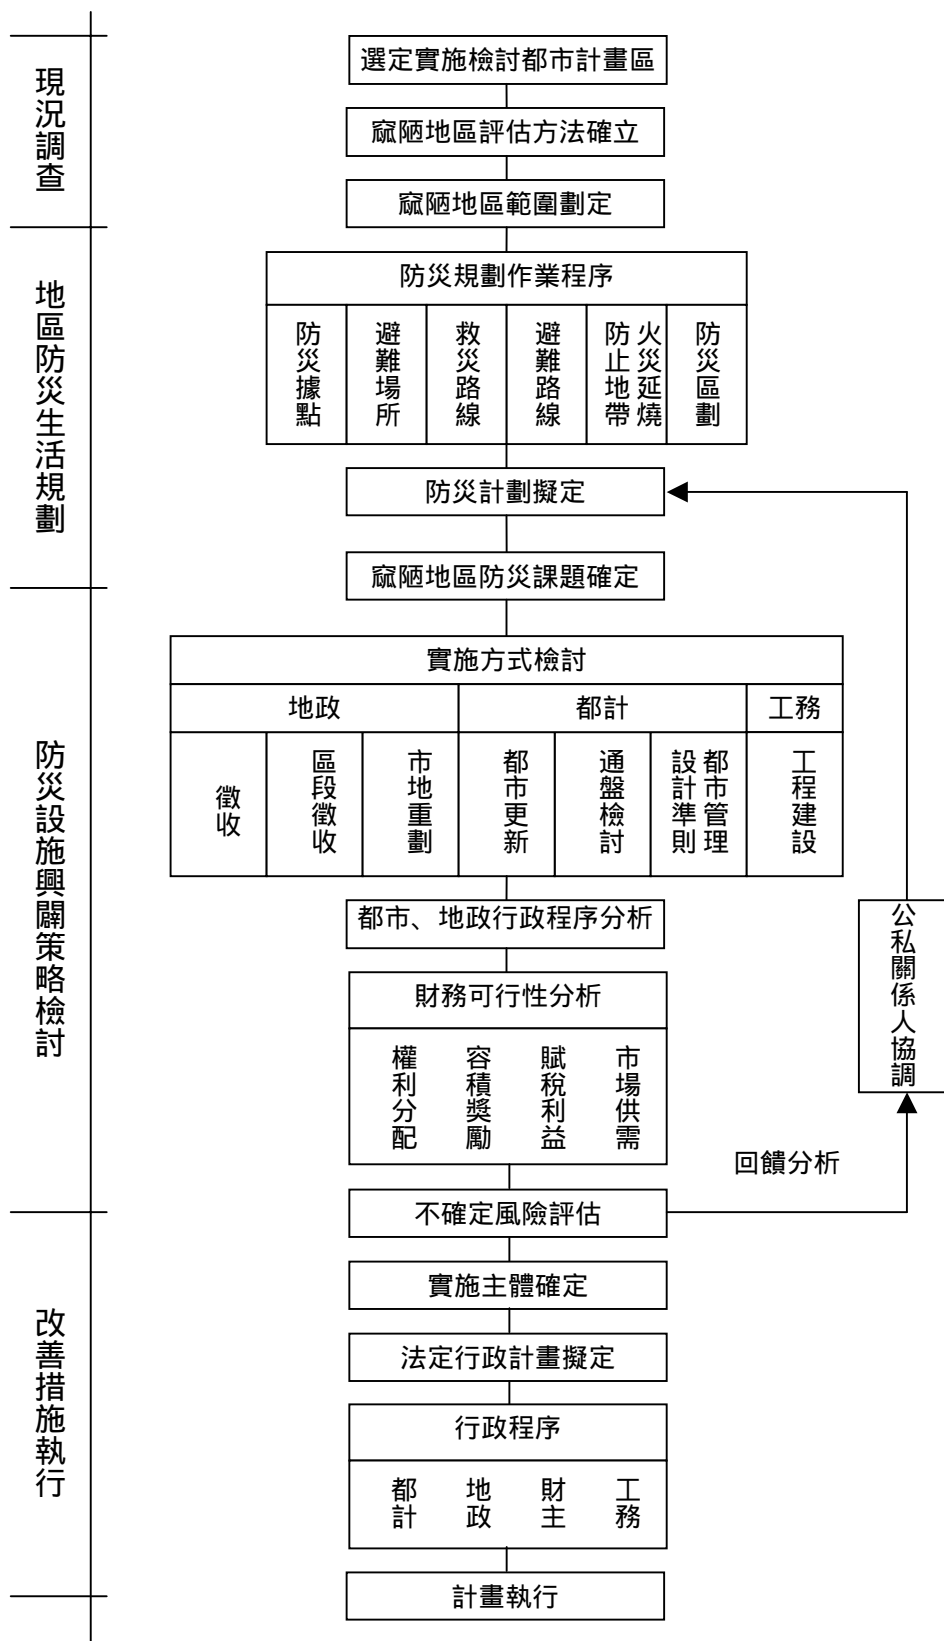 現況調查
選定實施檢討都市計畫區
窳陋地區評估方法確立
窳陋地區範圍劃定
地區防災生活規劃
防災規劃作業程序
防災據點
避難場所
救災路線
避難路線
火災延燒
防止地帶
防災區劃
防災計劃擬定
窳陋地區防災課題確定
防災設施興闢策略檢討
實施方式檢討
地政
都計
工務
徵收
區段徵收
市地重劃
都市更新
通盤檢討
都市管理
設計準則
工程建設
都市、地政行政程序分析
財務可行性分析
權利分配
容積獎勵
賦稅利益
市場供需
公私關係人協調
回饋分析
不確定風險評估
改善措施執行
實施主體確定
法定行政計畫擬定
行政程序
都計
地政
財主
工務
計畫執行